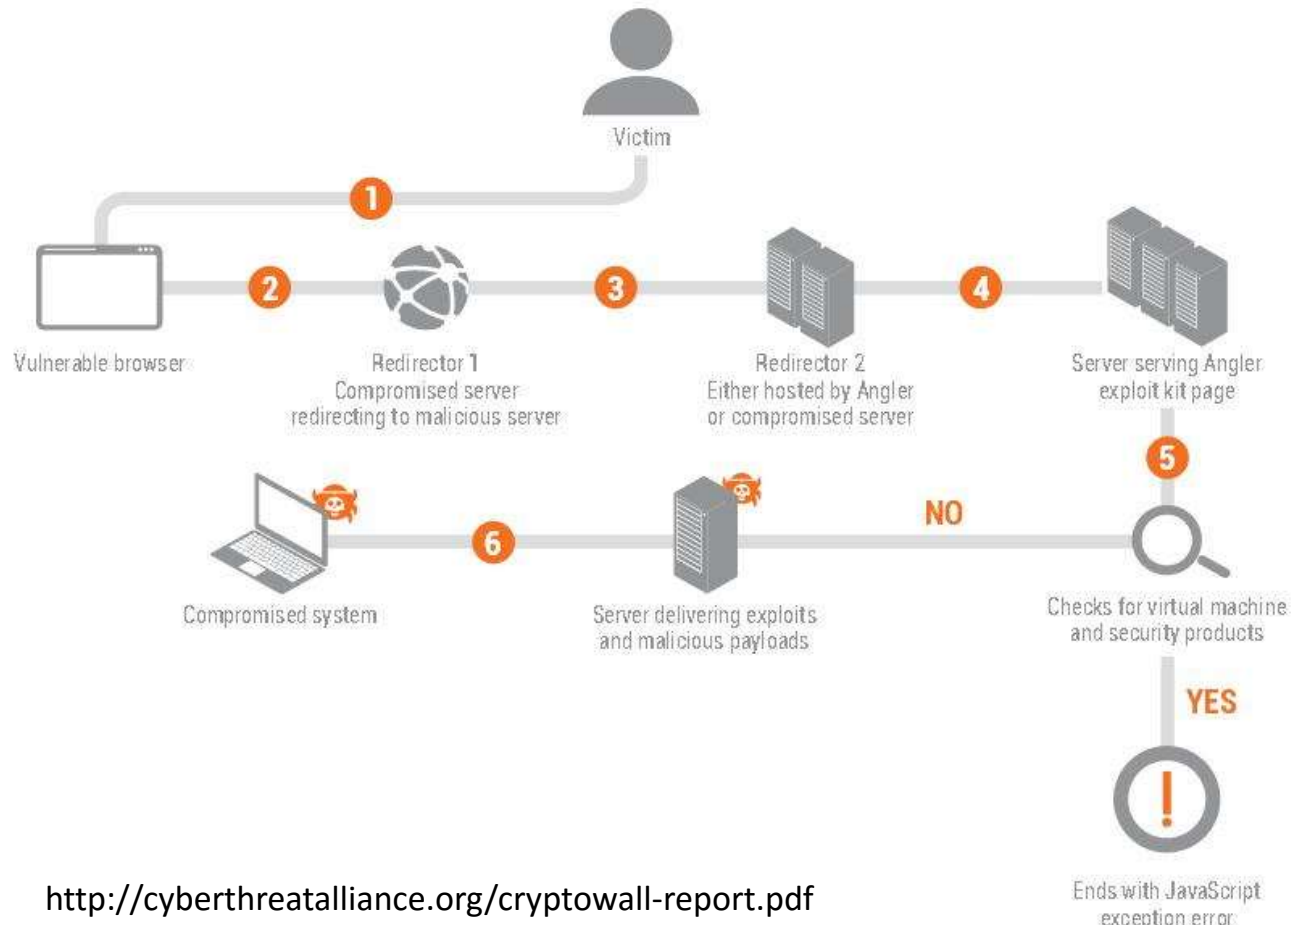 Victim
1
2
3
4
Vulnerable browser
Redirector 1
Compromised server
redirecting to malicious server
Redirector 2
Either hosted by Angler
or compromised server
Server serving Angler
exploit kit page
5
NO
6
Compromised system
Server delivering exploits
and malicious payloads
Checks for virtual machine
and security products
YES
!
http://cyberthreatalliance.org/cryptowall-report.pdf
Ends with JavaScript
exception error